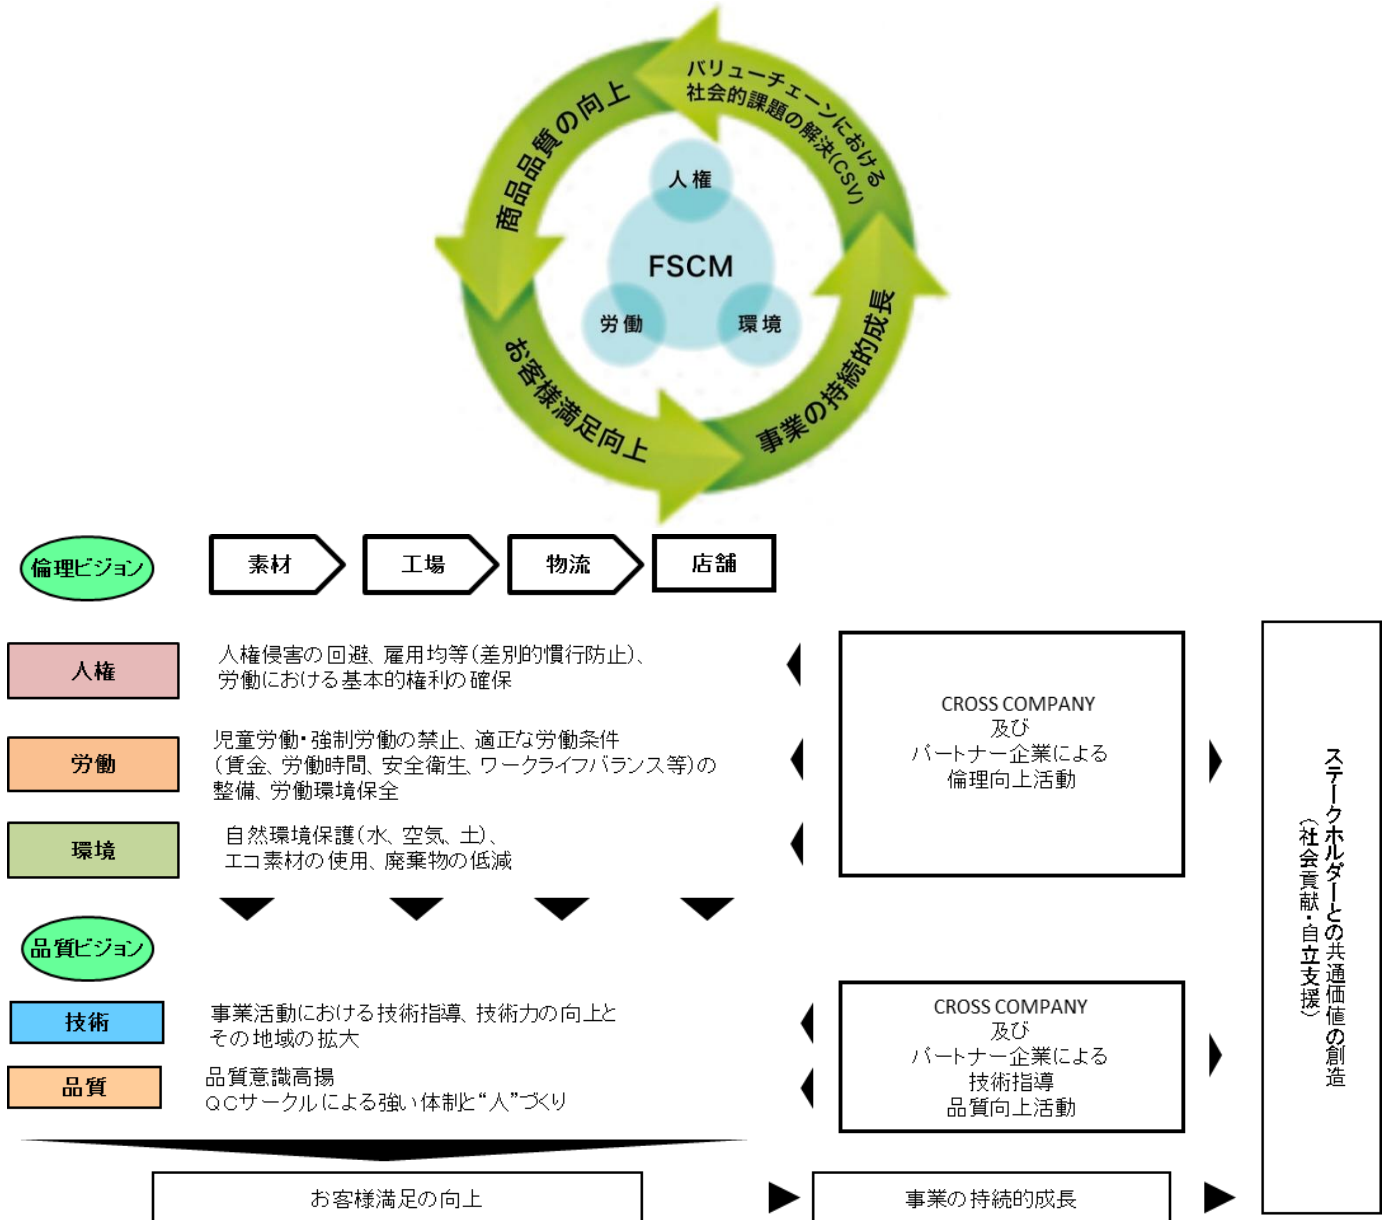 バリューチェーンにおける
社会的課題の解決(CSV)
商品品質の向上
人権
FSCM
労働
環境
お客様満足向上
事業の持続的成長
倫理ビジョン
素材
工場
物流
店舗
人権
人権侵害の回避、雇用均等(差別的慣行防止)、
労働における基本的権利の確保
労働
児童労働・強制労働の禁止、適正な労働条件
(賃金、労働時間、安全衛生、ワークライフバランス等)の
整備、労働環境保全
環境
自然環境保護(水、空気、土)、
エコ素材の使用、廃棄物の低減
CROSS COMPANY
及び
パートナー企業による
倫理向上活動
ステークホルダーとの共通価値の創造
(社会貢献・自立支援)
品質ビジョン
技術
事業活動における技術指導、技術力の向上と
その地域の拡大
品質
品質意識高揚
QCサークルによる強い体制と“人”づくり
CROSS COMPANY
及び
パートナー企業による
技術指導
品質向上活動
お客様満足の向上
事業の持続的成長